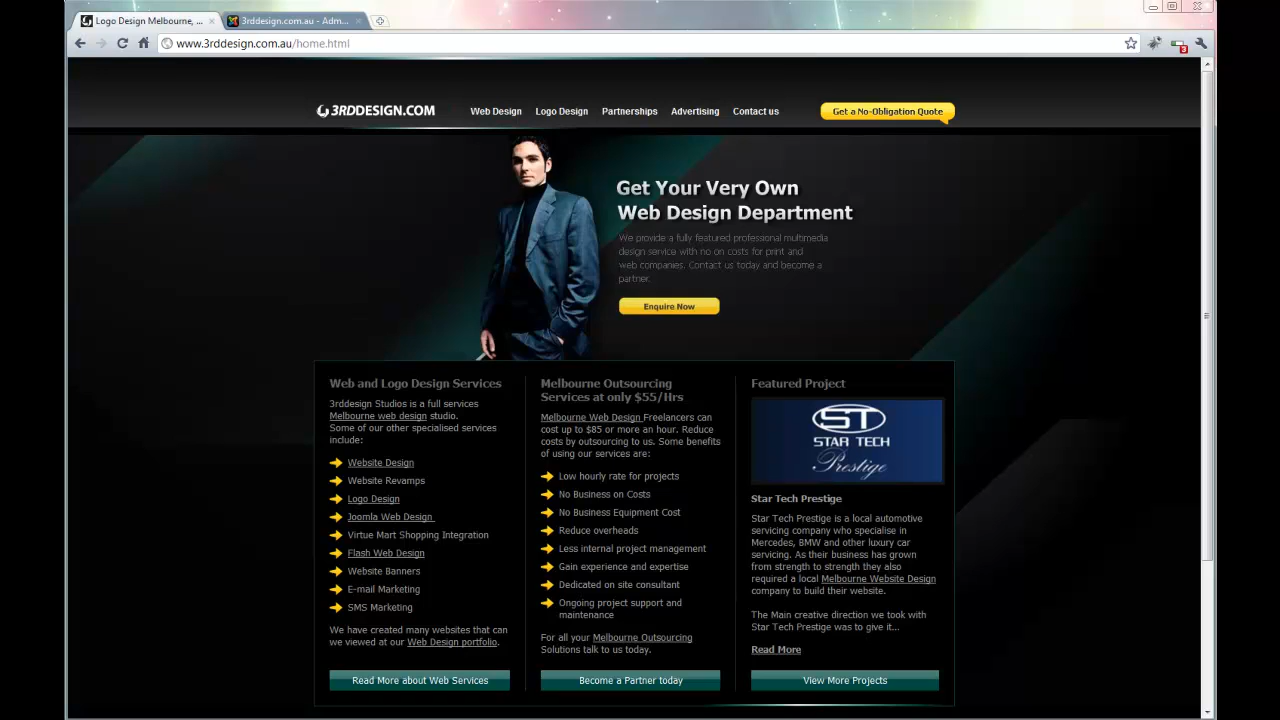 Logo Design Melbourne, ...
3rddesign.com.au - Adm...
www.3rddesign.com.au/home.html
3
3RDDESIGN.COM
Web Design
Logo Design
Partnerships
Advertising
Contact us
Get a No-Obligation Quote
Get Your Very Own
Web Design Department
We provide a fully featured professional multimedia
design service with no on costs for print and
web companies. Contact us today and become a
partner.
Enquire Now
Web and Logo Design Services
3rddesign Studios is a full services
Melbourne web design studio.
Some of our other specialised services
include:
Website Design
Website Revamps
Logo Design
Joomla Web Design
Virtue Mart Shopping Integration
Flash Web Design
Website Banners
E-mail Marketing
SMS Marketing
We have created many websites that can
we viewed at our Web Design portfolio.
Read More about Web Services
Melbourne Outsourcing
Services at only $55/Hrs
Melbourne Web Design Freelancers can
cost up to $85 or more an hour. Reduce
costs by outsourcing to us. Some benefits
of using our services are:
Low hourly rate for projects
No Business on Costs
No Business Equipment Cost
Reduce overheads
Less internal project management
Gain experience and expertise
Dedicated on site consultant
Ongoing project support and
maintenance
For all your Melbourne Outsourcing
Solutions talk to us today.
Become a Partner today
Featured Project
ST
STAR TECH
Prestige
Star Tech Prestige
Star Tech Prestige is a local automotive
servicing company who specialise in
Mercedes, BMW and other luxury car
servicing. As their business has grown
from strength to strength they also
required a local Melbourne Website Design
company to build their website.
The Main creative direction we took with
Star Tech Prestige was to give it...
Read More
View More Projects